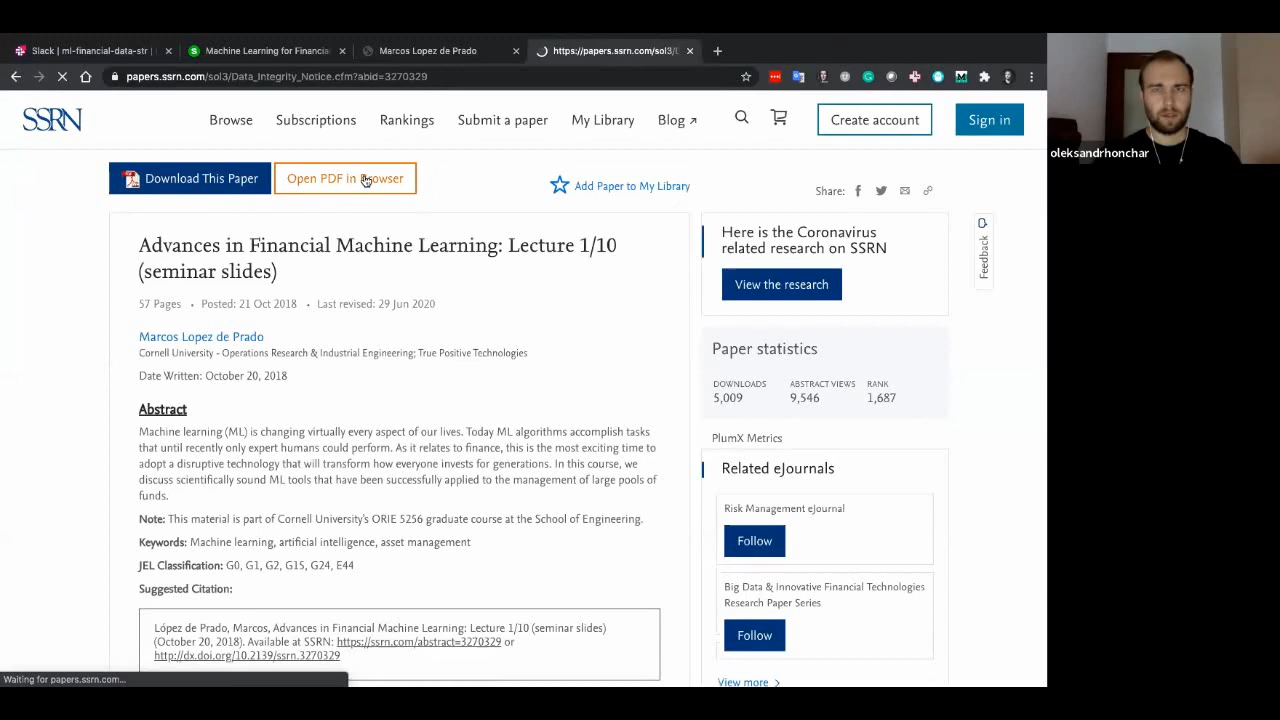 Slack | ml-financial-data-str |
Machine Learning for Financia
Marcos Lopez de Prado
https://papers.ssrn.com/sol3/
papers.ssrn.com/sol3/Data_Integrity_Notice.cfm?abid=3270329
SSRN
Browse
Subscriptions
Rankings
Submit a paper
My Library
Blog
Create account
Sign in
Download This Paper
Open PDF in Browser
Add Paper to My Library
Share:
Advances in Financial Machine Learning: Lecture 1/10
(seminar slides)
57 Pages • Posted: 21 Oct 2018 • Last revised: 29 Jun 2020
Marcos Lopez de Prado
Cornell University - Operations Research & Industrial Engineering; True Positive Technologies
Date Written: October 20, 2018
Abstract
Machine learning (ML) is changing virtually every aspect of our lives. Today ML algorithms accomplish tasks
that until recently only expert humans could perform. As it relates to finance, this is the most exciting time to
adopt a disruptive technology that will transform how everyone invests for generations. In this course, we
discuss scientifically sound ML tools that have been successfully applied to the management of large pools of
funds.
Note: This material is part of Cornell University's ORIE 5256 graduate course at the School of Engineering.
Keywords: Machine learning, artificial intelligence, asset management
JEL Classification: G0, G1, G2, G15, G24, E44
Suggested Citation:
López de Prado, Marcos, Advances in Financial Machine Learning: Lecture 1/10 (seminar slides)
(October 20, 2018). Available at SSRN: https://ssrn.com/abstract=3270329 or
http://dx.doi.org/10.2139/ssrn.3270329
Here is the Coronavirus
related research on SSRN
View the research
Paper statistics
DOWNLOADS
5,009
ABSTRACT VIEWS
9,546
RANK
1,687
PlumX Metrics
Related eJournals
Risk Management eJournal
Follow
Big Data & Innovative Financial Technologies
Research Paper Series
Follow
View more
Feedback
Waiting for papers.ssrn.com...
oleksandrhonchar